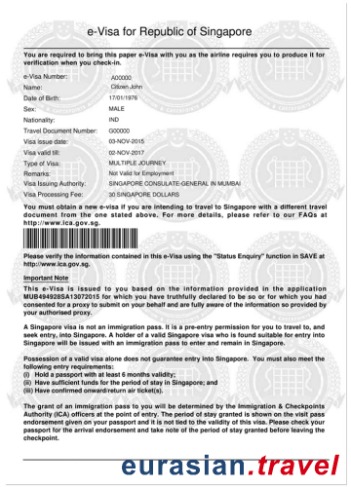 e-Visa for Republic of Singapore
You are required to bring this paper e-Visa with you as the airline requires you to produce it for
verification when you check-in.
e-Visa Number: A00000
Name: Citizen John
Date of Birth: 17/01/1976
Sex: MALE
Nationality: IND
Travel Document Number: G00000
Visa issue date: 03-NOV-2015
Visa valid till: 02-NOV-2017
Type of Visa: MULTIPLE JOURNEY
Remarks Not Valid for Employment
Visa Issuing Authority: SINGAPORE CONSULATE-GENERAL IN MUMBAI
Visa Processing Fee: 30 SINGAPORE DOLLARS
You must obtain a new e-visa if you are intending to travel to Singapore with a different travel
document from the one stated above. For more details, please refer to our FAQs at
http://www.ica.gov.sg.
Please verify the information contained in this e-Visa using the "Status Enquiry" function in SAVE at
http://www.ica.gov.sg.
Important Note
This e-Visa is issued to you based on the information provided in the application
MUB494928SA13072015 for which you have truthfully declared to be so or for which you had
consented for a proxy to submit on your behalf and are fully aware of the information so provided by
your authorised proxy.
A Singapore visa is not an immigration pass. It is a pre-entry permission for you to travel to, and
seek entry, into Singapore. A holder of a valid Singapore visa who is found suitable for entry into
Singapore will be issued with an immigration pass to enter and remain in Singapore.
Possession of a valid visa alone does not guarantee entry into Singapore. You must also meet the
following entry requirements:
(i) Hold a passport with at least 6 months validity;
(ii) Have sufficient funds for the period of stay in Singapore; and
(iii) Have confirmed onward/return air ticket(s).
The grant of an immigration pass to you will be determined by the Immigration & Checkpoints
Authority (ICA) officers at the point of entry. The period of stay granted is shown on the visit pass
endorsement given on your passport and it is not tied to the validity of this visa. Please check your
passport for the arrival endorsement and take note of the period of stay granted before leaving the
checkpoint.
eurasian.travel